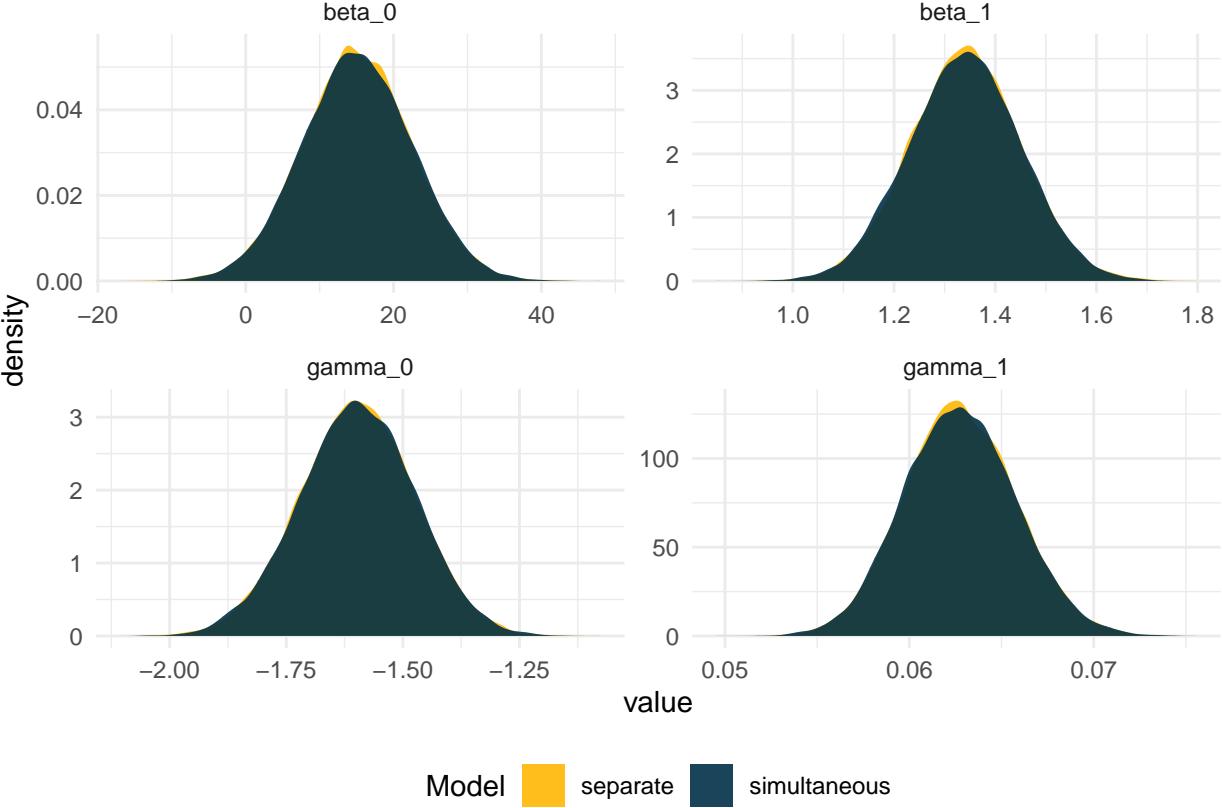 beta_0
beta_1
0.04
0.02
0.00
−20 0 20 40
3
2
1
0
1.0 1.2 1.4 1.6 1.8
density
gamma_0
gamma_1
3
2
1
0
−2.00 −1.75 −1.50 −1.25
100
50
0
0.05 0.06 0.07
value
Model separate simultaneous